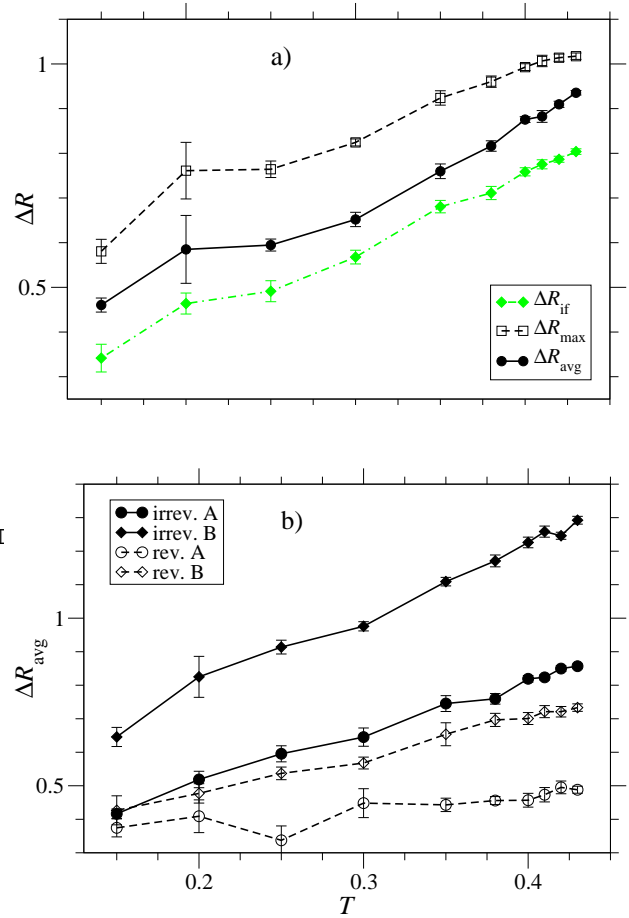 a)
1
ΔR
0.5
ΔR_if
ΔR_max
ΔR_avg
irrev. A
irrev. B
rev. A
rev. B
b)
1
ΔR_avg
0.5
0.2 0.3 0.4
T